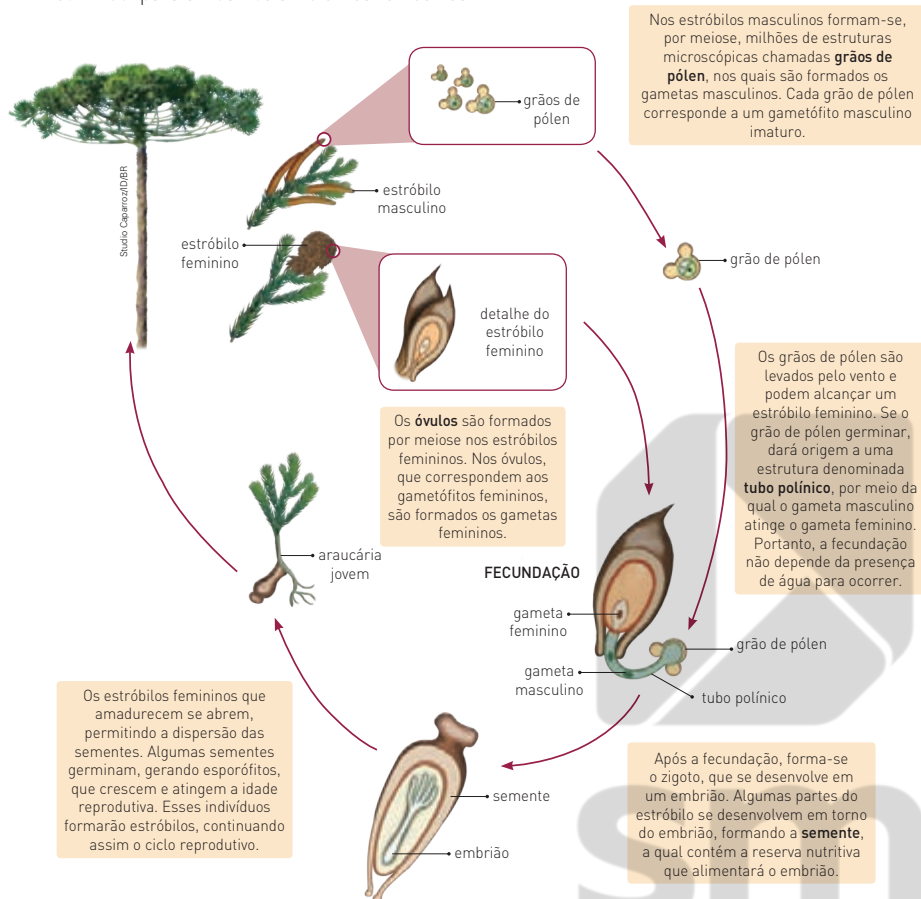 Nos estróbilos masculinos formam-se,
por meiose, milhões de estruturas
microscópicas chamadas grãos de
pólen, nos quais são formados os
gametas masculinos. Cada grão de pólen
corresponde a um gametófito masculino
imaturo.
grãos de
pólen
Studio Caparroz/ID/BR
estróbilo
masculino
estróbilo
feminino
grão de pólen
detalhe do
estróbilo
feminino
Os grãos de pólen são
levados pelo vento e
podem alcançar um
estróbilo feminino. Se o
grão de pólen germinar,
dará origem a uma
estrutura denominada
tubo polínico, por meio da
qual o gameta masculino
atinge o gameta feminino.
Portanto, a fecundação
não depende da presença
de água para ocorrer.
Os óvulos são formados
por meiose nos estróbilos
femininos. Nos óvulos,
que correspondem aos
gametófitos femininos,
são formados os gametas
femininos.
araucária
jovem
FECUNDAÇÃO
gameta
feminino
grão de pólen
gameta
masculino
tubo polínico
Os estróbilos femininos que
amadurecem se abrem,
permitindo a dispersão das
sementes. Algumas sementes
germinam, gerando esporófitos,
que crescem e atingem a idade
reprodutiva. Esses indivíduos
formarão estróbilos, continuando
assim o ciclo reprodutivo.
semente
embrião
Após a fecundação, forma-se
o zigoto, que se desenvolve em
um embrião. Algumas partes do
estróbilo se desenvolvem em torno
do embrião, formando a semente,
a qual contém a reserva nutritiva
que alimentará o embrião.
sm